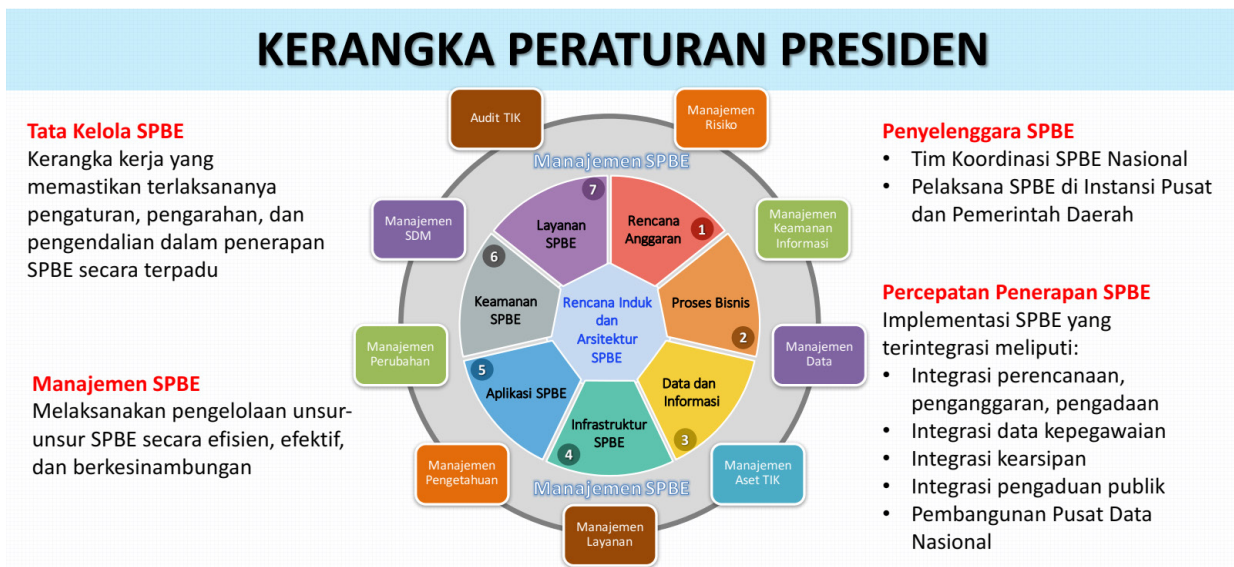 KERANGKA PERATURAN PRESIDEN
Tata Kelola SPBE
Kerangka kerja yang
memastikan terlaksananya
pengaturan, pengarahan, dan
pengendalian dalam penerapan
SPBE secara terpadu
Manajemen SPBE
Melaksanakan pengelolaan unsur-
unsur SPBE secara efisien, efektif,
dan berkesinambungan
Audit TIK
Manajemen
Risiko
Manajemen
Keamanan
Informasi
Manajemen
Data
Manajemen
Aset TIK
Manajemen
Layanan
Manajemen
Pengetahuan
Manajemen
Perubahan
Manajemen
SDM
Manajemen SPBE
Rencana
Anggaran
1
Proses Bisnis
2
Data dan
Informasi
3
Infrastruktur
SPBE
4
Aplikasi SPBE
5
Keamanan
SPBE
6
Layanan
SPBE
7
Rencana Induk
dan
Arsitektur
SPBE
Manajemen SPBE
Penyelenggara SPBE
• Tim Koordinasi SPBE Nasional
• Pelaksana SPBE di Instansi Pusat
dan Pemerintah Daerah
Percepatan Penerapan SPBE
Implementasi SPBE yang
terintegrasi meliputi:
• Integrasi perencanaan,
penganggaran, pengadaan
• Integrasi data kepegawaian
• Integrasi kearsipan
• Integrasi pengaduan publik
• Pembangunan Pusat Data
Nasional